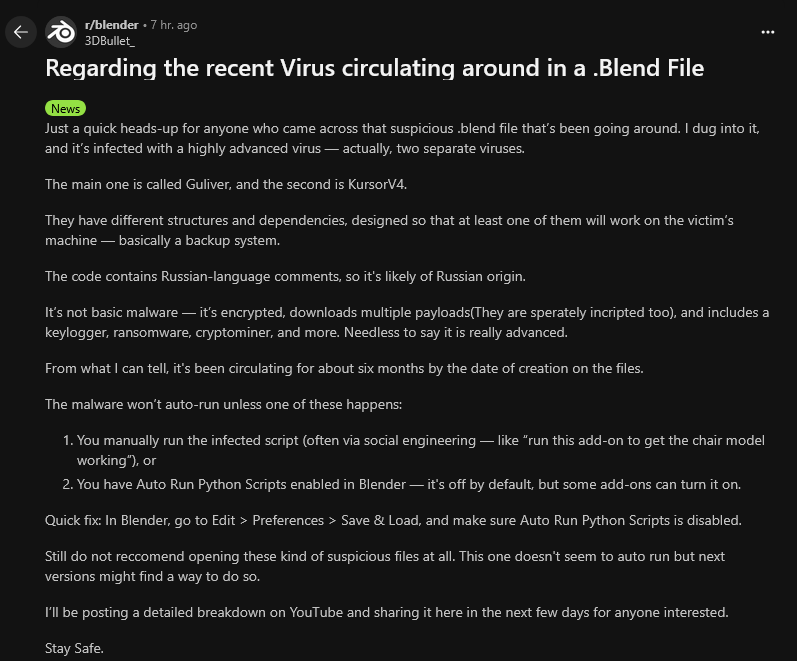 r/blender • 7 hr. ago
3DBullet_
Regarding the recent Virus circulating around in a .Blend File
News
Just a quick heads-up for anyone who came across that suspicious .blend file that’s been going around. I dug into it,
and it’s infected with a highly advanced virus — actually, two separate viruses.
The main one is called Guliver, and the second is KursorV4.
They have different structures and dependencies, designed so that at least one of them will work on the victim’s
machine — basically a backup system.
The code contains Russian-language comments, so it's likely of Russian origin.
It’s not basic malware — it’s encrypted, downloads multiple payloads(They are sperately incripted too), and includes a
keylogger, ransomware, cryptominer, and more. Needless to say it is really advanced.
From what I can tell, it's been circulating for about six months by the date of creation on the files.
The malware won’t auto-run unless one of these happens:
1. You manually run the infected script (often via social engineering — like “run this add-on to get the chair model
working”), or
2. You have Auto Run Python Scripts enabled in Blender — it's off by default, but some add-ons can turn it on.
Quick fix: In Blender, go to Edit > Preferences > Save & Load, and make sure Auto Run Python Scripts is disabled.
Still do not reccomend opening these kind of suspicious files at all. This one doesn't seem to auto run but next
versions might find a way to do so.
I’ll be posting a detailed breakdown on YouTube and sharing it here in the next few days for anyone interested.
Stay Safe.